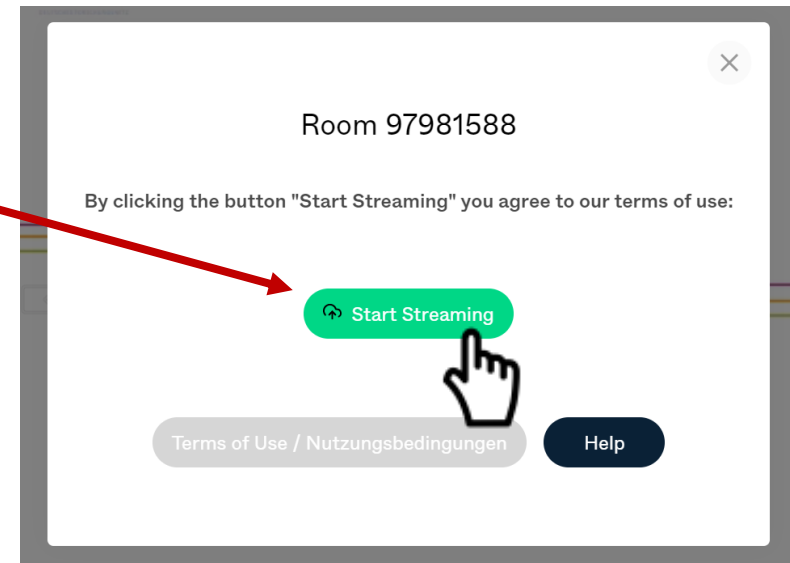 Room 97981588
By clicking the button "Start Streaming" you agree to our terms of use:
Start Streaming
Terms of Use / Nutzungsbedingungen
Help